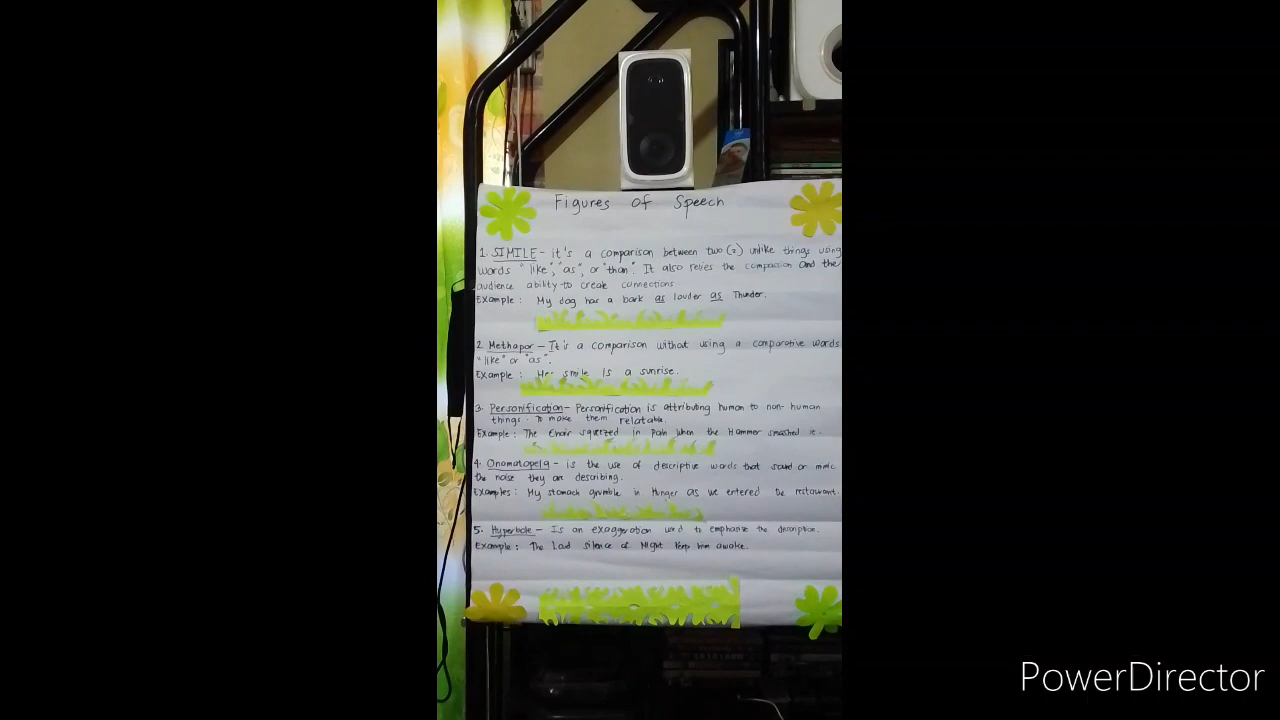 Figures of Speech
1. SIMILE - it's a comparison between two (2) unlike things using
words "like", "as", or "than". It also relies the compassion and the
audience ability to create connections.
Example : My dog has a bark as louder as Thunder.
2. Methapor - It's a comparison without using a comparative words
"like" or "as".
Example : Her smile is a sunrise.
3. Personification - Personification is attributing human to non-human
things. To make them relatable.
Example : The Chair squeezed in Pain when the Hammer smashed it.
4. Onomatopeia - is the use of descriptive words that sound or mimic
the noise they are describing.
Examples : My stomach grumble in Hunger as we entered the restaurant.
5. Hyperbole - Is an exaggeration used to emphasize the description.
Example : The Loud silence of Night keep him awake.
PowerDirector